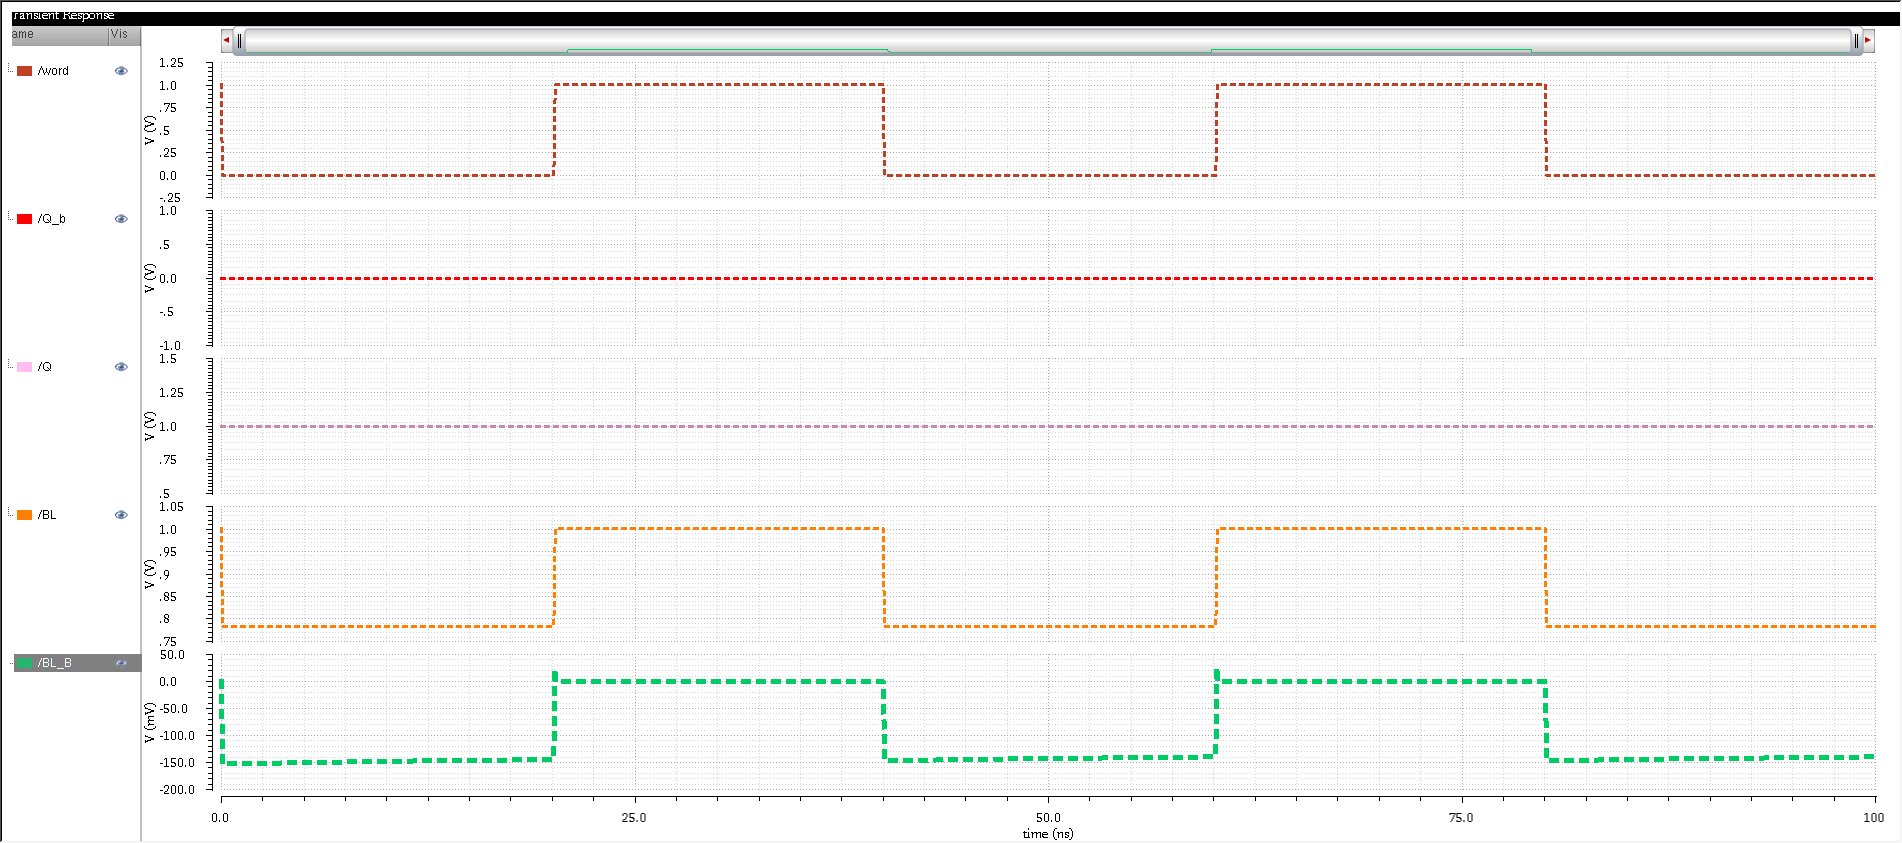 ransient Response
ame Vis
/word
1.25
1.0
.75
.5
.25
0.0
-.25
V (V)
/Q_b
1.0
.5
0.0
-.5
-1.0
V (V)
/Q
1.5
1.25
1.0
.75
.5
V (V)
/BL
1.05
1.0
.95
.9
.85
.8
.75
V (V)
/BL_B
50.0
0.0
-50.0
-100.0
-150.0
-200.0
V (mV)
0.0 25.0 50.0 75.0 100
time (ns)